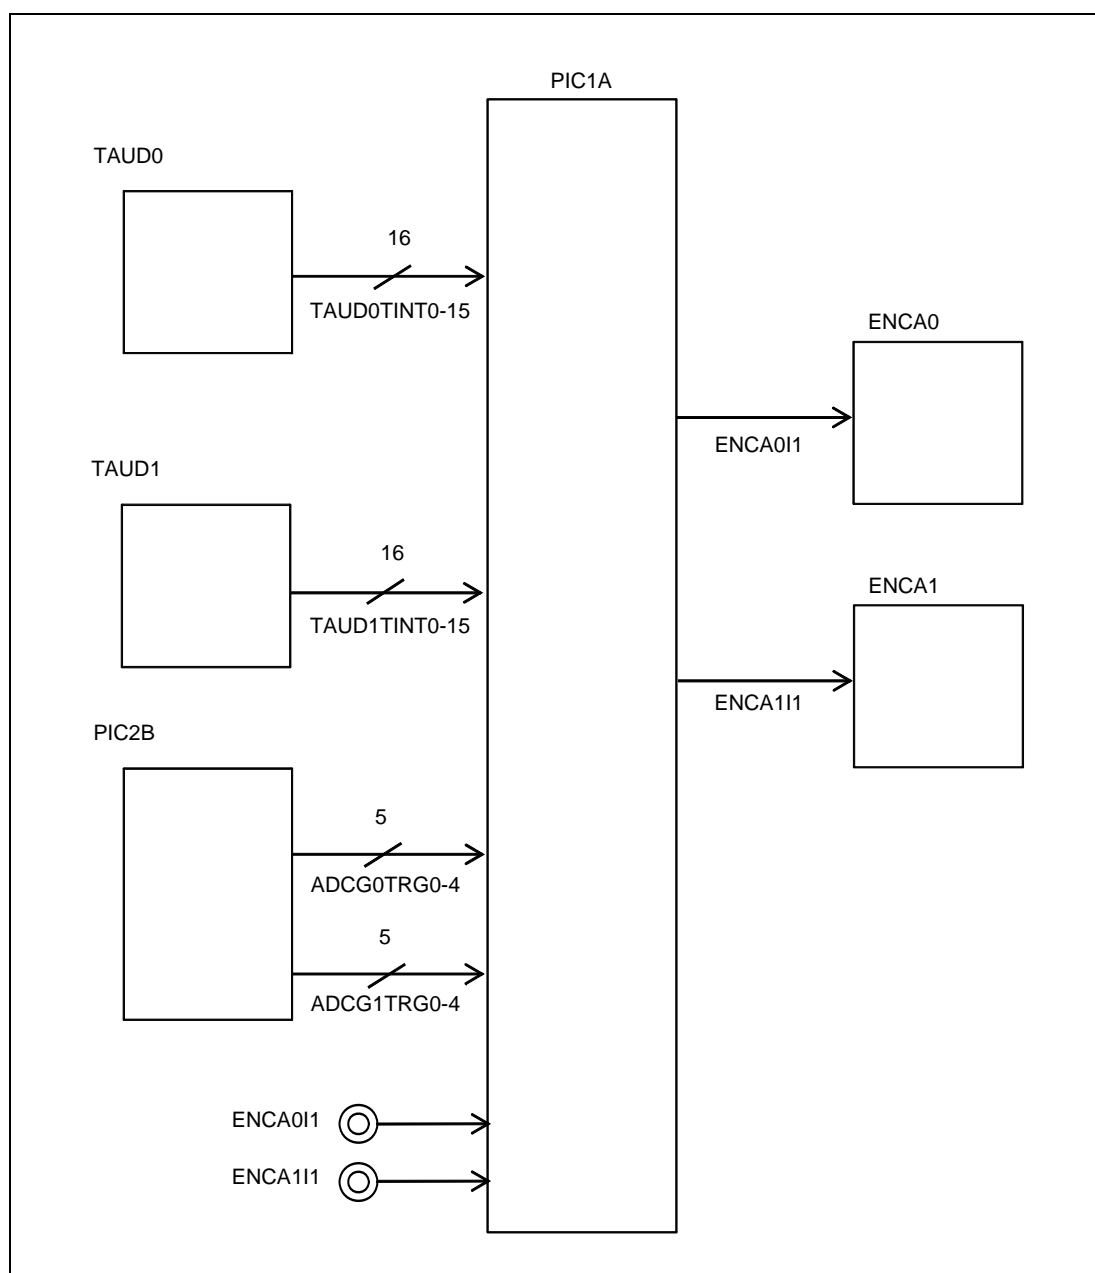 PIC1A
TAUD0
16
TAUD0TINT0-15
ENCA0
ENCA0I1
TAUD1
16
TAUD1TINT0-15
ENCA1
ENCA1I1
PIC2B
5
ADCG0TRG0-4
5
ADCG1TRG0-4
ENCA0I1
ENCA1I1